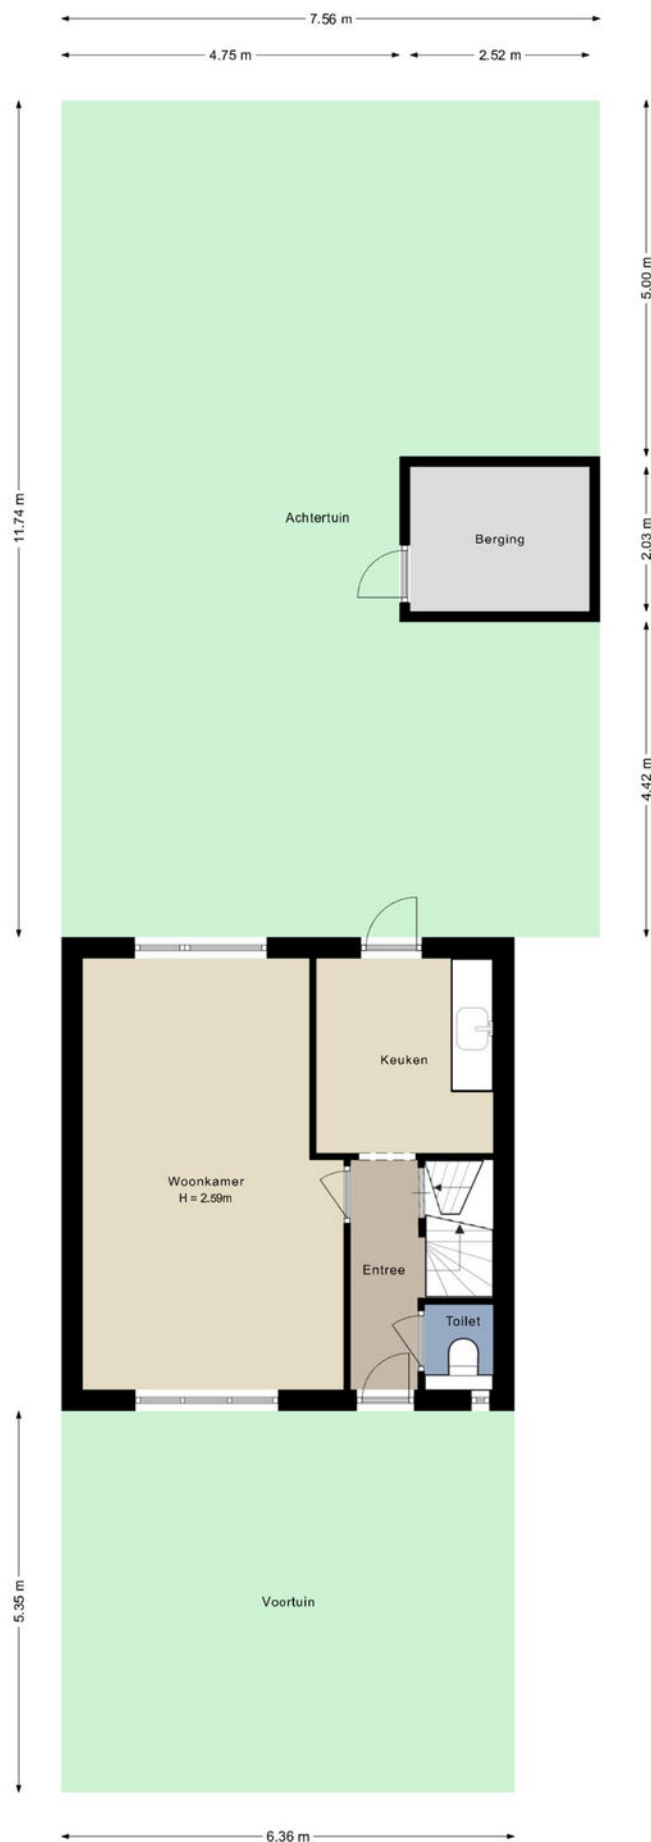 7.56 m
4.75 m
2.52 m
5.00 m
11.74 m
Achtertuin
Berging
2.03 m
4.42 m
Keuken
Woonkamer
H = 2.59m
Entree
Toilet
5.35 m
Voortuin
6.36 m